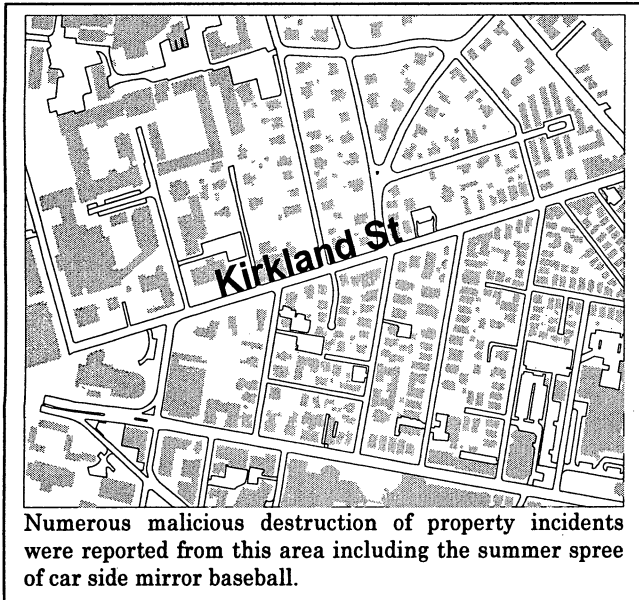 Kirkland St
Numerous malicious destruction of property incidents
were reported from this area including the summer spree
of car side mirror baseball.